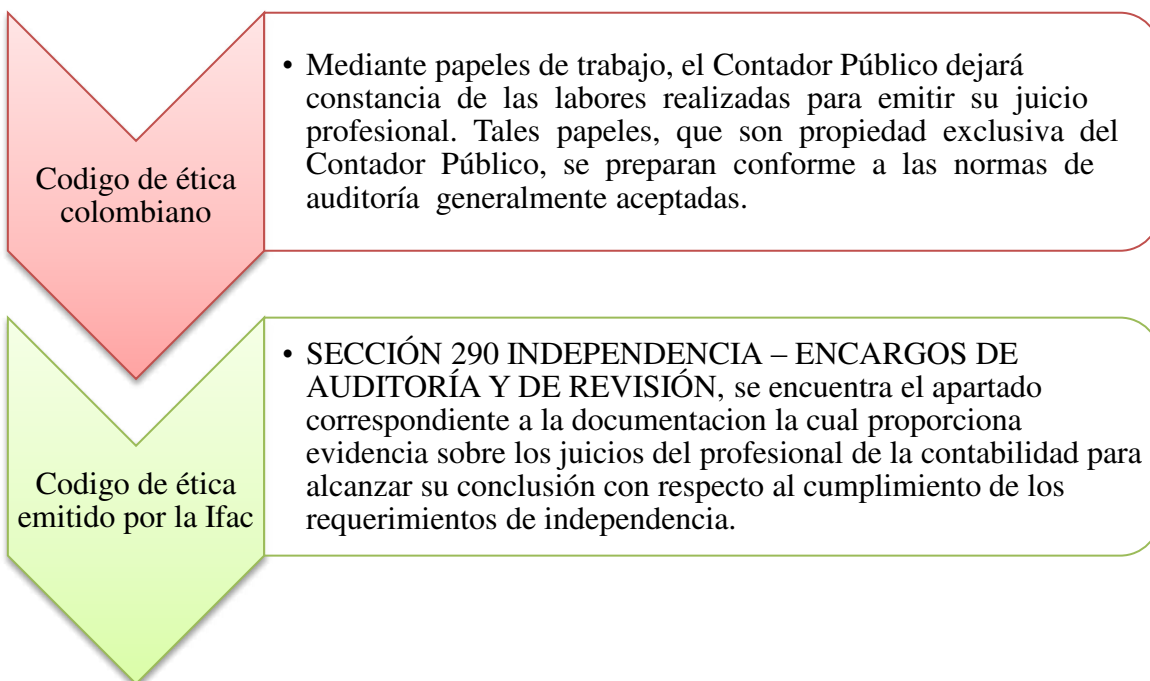 Codigo de ética
colombiano
• Mediante papeles de trabajo, el Contador Público dejará
constancia de las labores realizadas para emitir su juicio
profesional. Tales papeles, que son propiedad exclusiva del
Contador Público, se preparan conforme a las normas de
auditoría generalmente aceptadas.
Codigo de ética
emitido por la Ifac
• SECCIÓN 290 INDEPENDENCIA – ENCARGOS DE
AUDITORÍA Y DE REVISIÓN, se encuentra el apartado
correspondiente a la documentacion la cual proporciona
evidencia sobre los juicios del profesional de la contabilidad para
alcanzar su conclusión con respecto al cumplimiento de los
requerimientos de independencia.